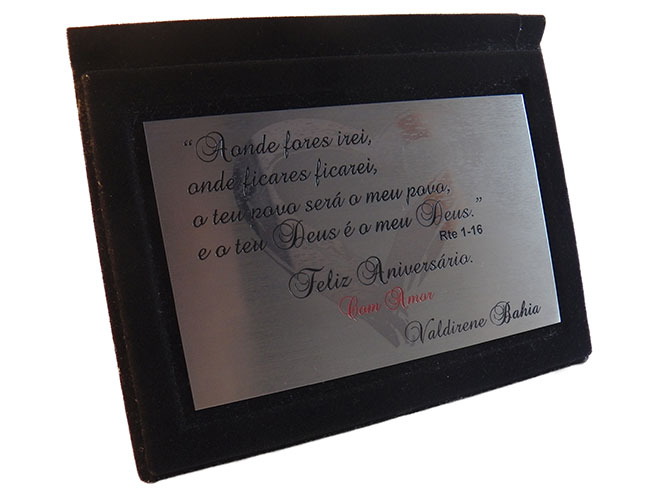 “Aonde fores irei,
onde ficares ficarei,
o teu povo será o meu povo,
e o teu Deus é o meu Deus.”
Rte 1-16
Feliz Aniversário.
Com Amor
Valdirene Bahia